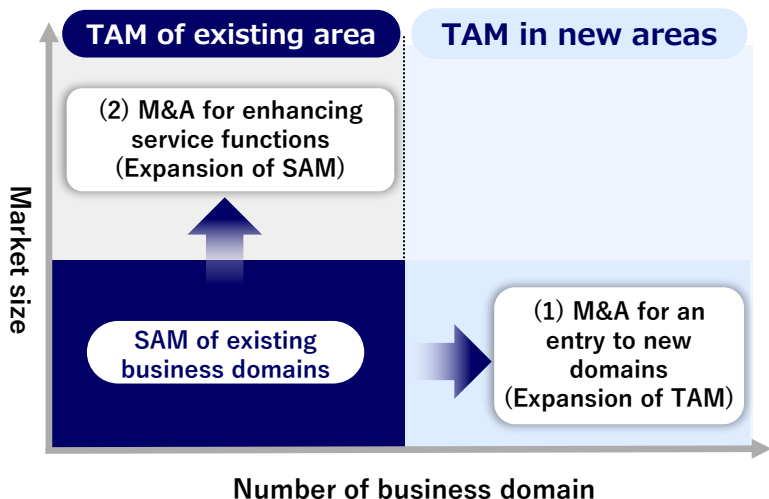 TAM of existing area
TAM in new areas
(2) M&A for enhancing
service functions
(Expansion of SAM)
Market size
SAM of existing
business domains
(1) M&A for an
entry to new
domains
(Expansion of TAM)
Number of business domain